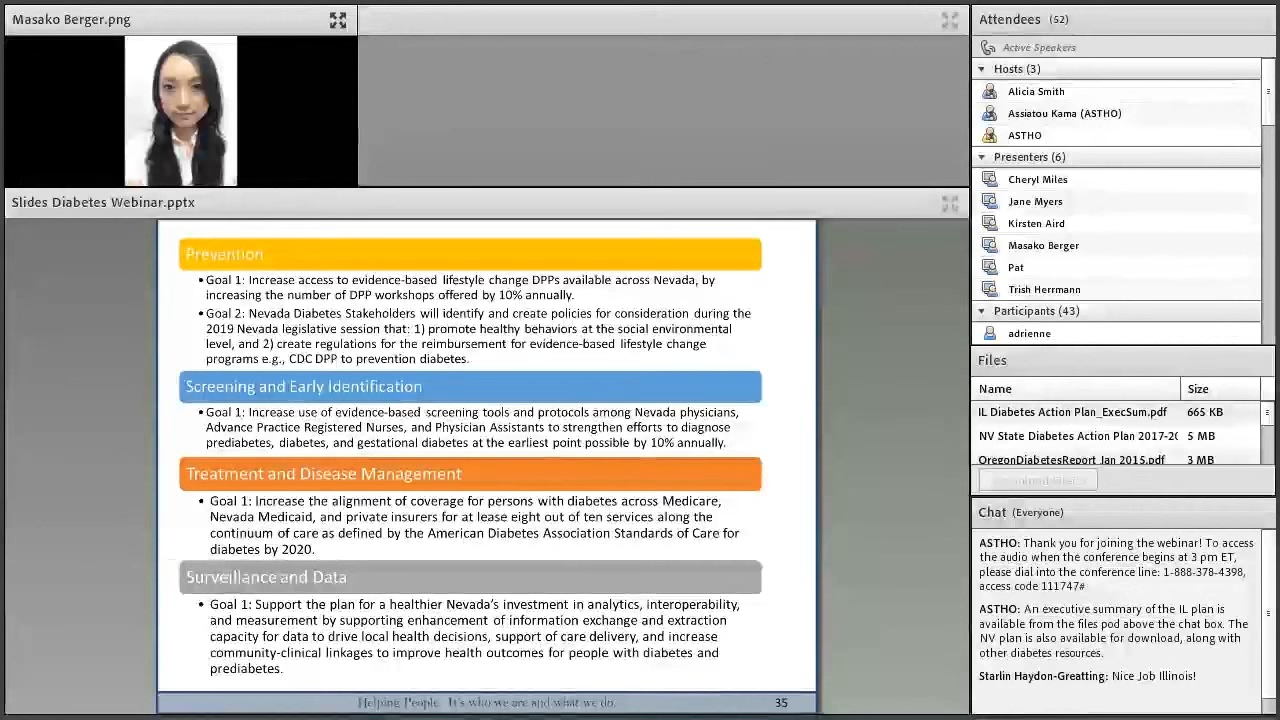 Masako Berger.png
Slides Diabetes Webinar.pptx
Prevention
•Goal 1: Increase access to evidence-based lifestyle change DPPs available across Nevada, by
increasing the number of DPP workshops offered by 10% annually.
•Goal 2: Nevada Diabetes Stakeholders will identify and create policies for consideration during the
2019 Nevada legislative session that: 1) promote healthy behaviors at the social environmental
level, and 2) create regulations for the reimbursement for evidence-based lifestyle change
programs e.g., CDC DPP to prevention diabetes.
Screening and Early Identification
•Goal 1: Increase use of evidence-based screening tools and protocols among Nevada physicians,
Advance Practice Registered Nurses, and Physician Assistants to strengthen efforts to diagnose
prediabetes, diabetes, and gestational diabetes at the earliest point possible by 10% annually.
Treatment and Disease Management
• Goal 1: Increase the alignment of coverage for persons with diabetes across Medicare,
Nevada Medicaid, and private insurers for at lease eight out of ten services along the
continuum of care as defined by the American Diabetes Association Standards of Care for
diabetes by 2020.
Surveillance and Data
• Goal 1: Support the plan for a healthier Nevada's investment in analytics, interoperability,
and measurement by supporting enhancement of information exchange and extraction
capacity for data to drive local health decisions, support of care delivery, and increase
community-clinical linkages to improve health outcomes for people with diabetes and
prediabetes.
Helping People. It's who we are and what we do.
35
Attendees (52)
Active Speakers
Hosts (3)
Alicia Smith
Assiatou Kama (ASTHO)
ASTHO
Presenters (6)
Cheryl Miles
Jane Myers
Kirsten Aird
Masako Berger
Pat
Trish Herrmann
Participants (43)
adrienne
Files
Name Size
IL Diabetes Action Plan_ExecSum.pdf 665 KB
NV State Diabetes Action Plan 2017-20 5 MB
OregonDiabetesReport Jan 2015.pdf 3 MB
Chat (Everyone)
ASTHO: Thank you for joining the webinar! To access
the audio when the conference begins at 3 pm ET,
please dial into the conference line: 1-888-378-4398,
access code 111747#
ASTHO: An executive summary of the IL plan is
available from the files pod above the chat box. The
NV plan is also available for download, along with
other diabetes resources.
Starlin Haydon-Greatting: Nice Job Illinois!